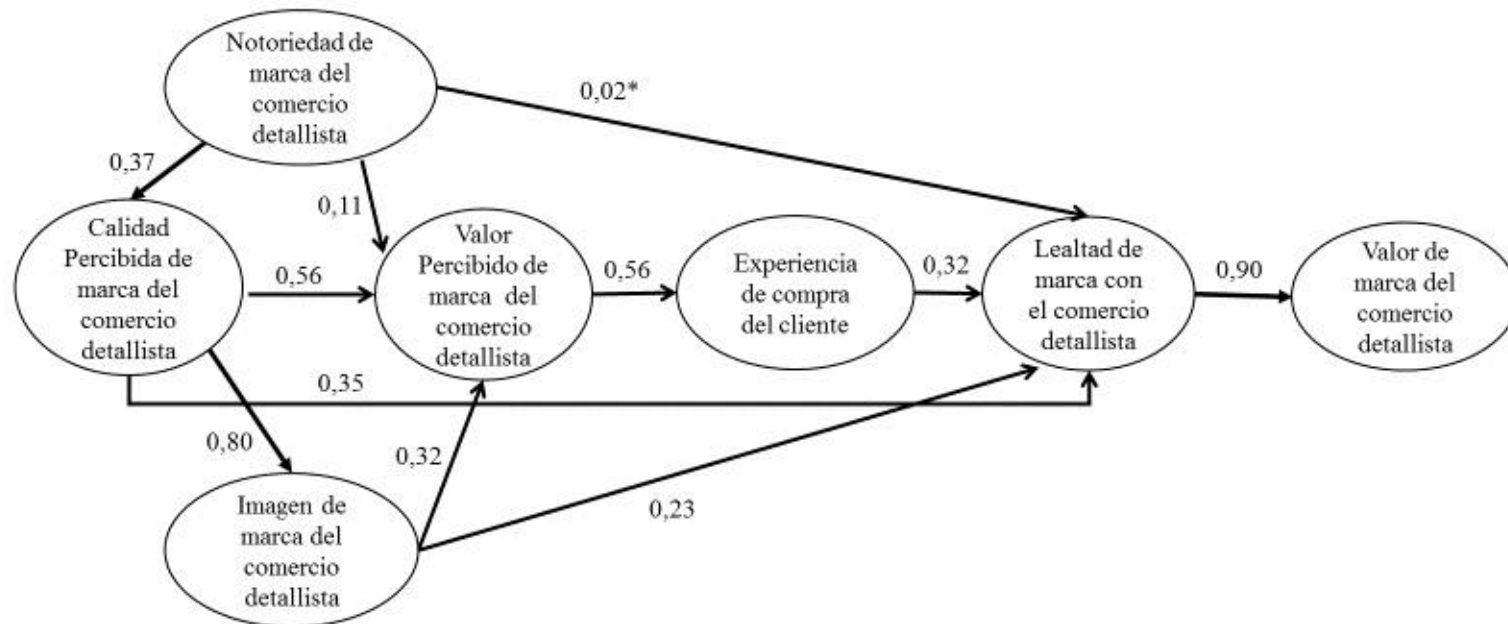 Notoriedad de
marca del
comercio
detallista
0,02*
0,37
0,11
Calidad
Percibida de
marca del
comercio
detallista
0,56
Valor
Percibido de
marca del
comercio
detallista
0,56
Experiencia
de compra
del cliente
0,32
Lealtad de
marca con
el comercio
detallista
0,90
Valor de
marca del
comercio
detallista
0,35
0,80
0,32
0,23
Imagen de
marca del
comercio
detallista